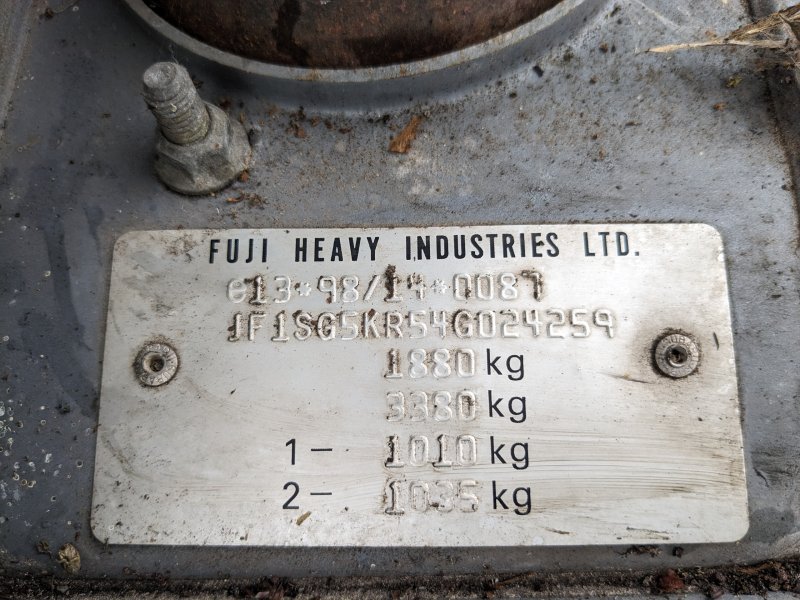 FUJI HEAVY INDUSTRIES LTD.
e13*98/14*0087
JF1SG5KR54G024259
1880 kg
3380 kg
1- 1010 kg
2- 1035 kg